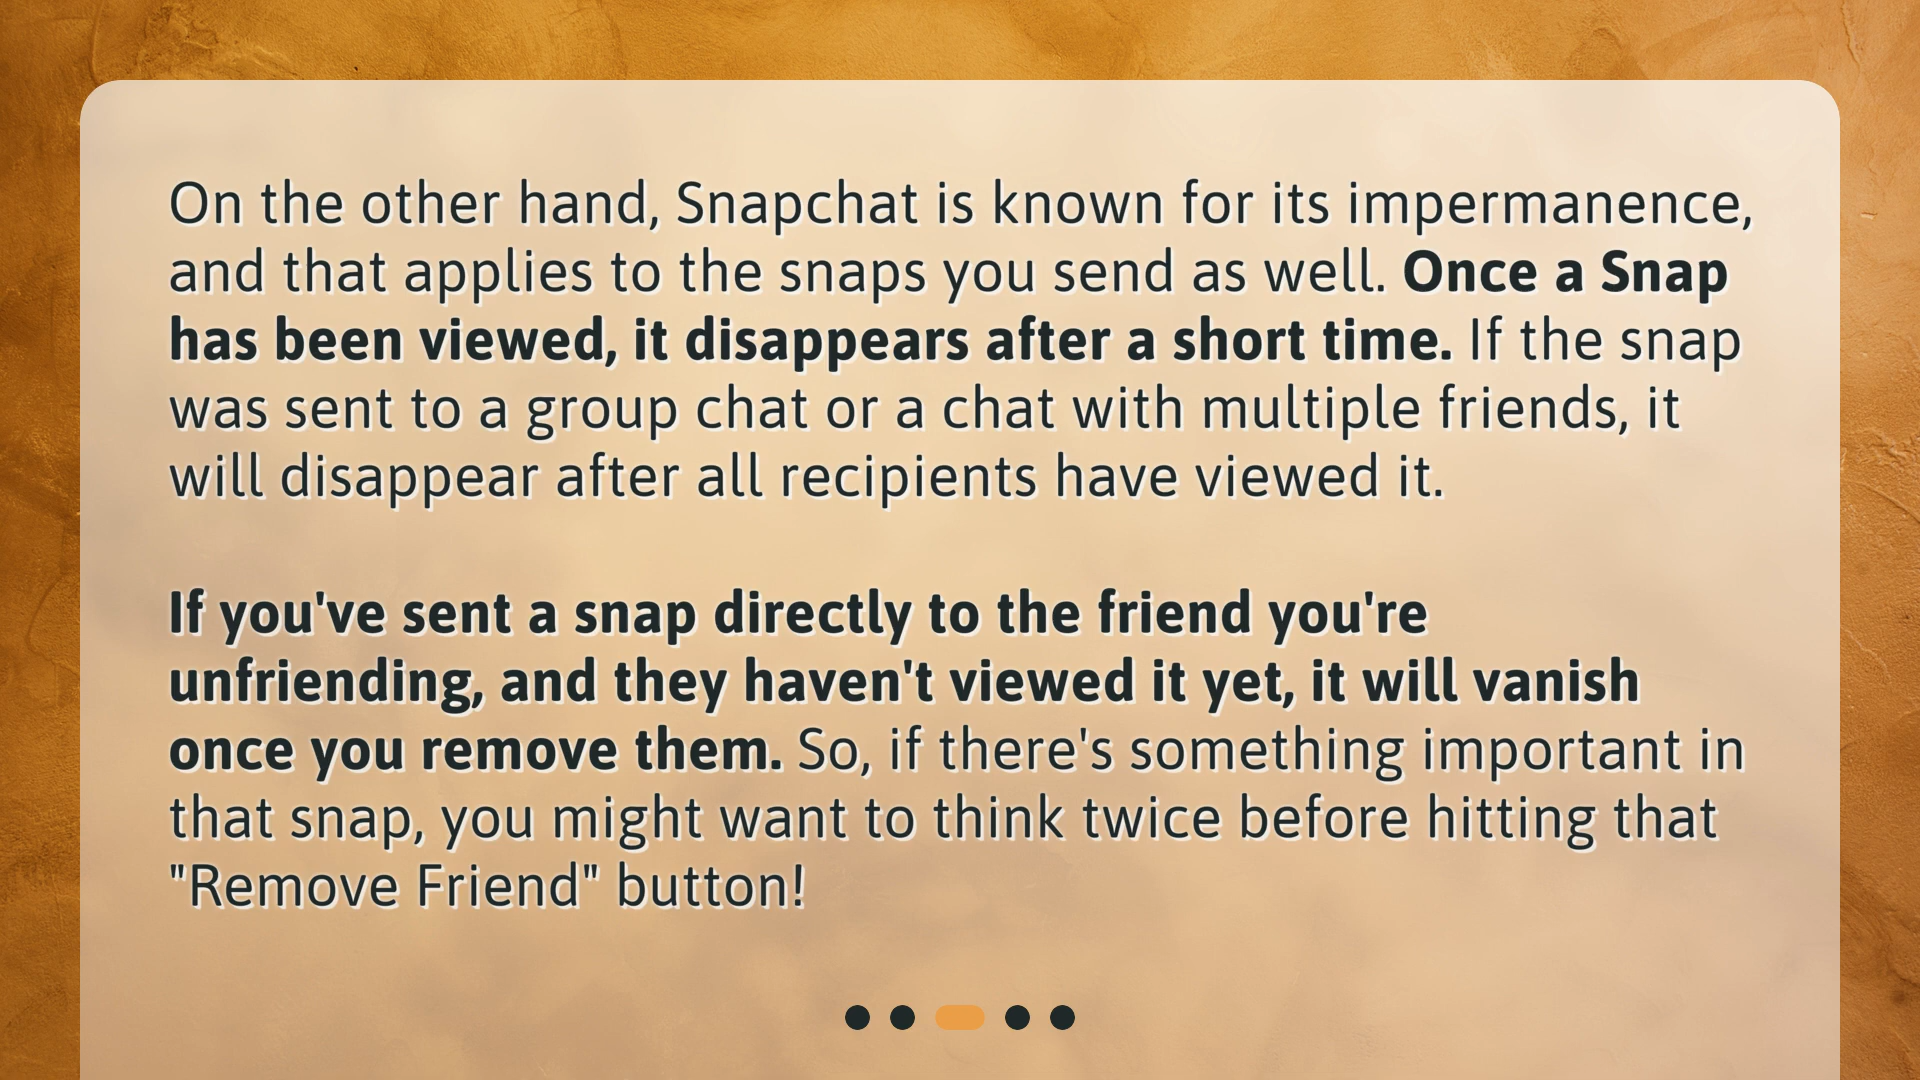 On the other hand, Snapchat is known for its impermanence,
and that applies to the snaps you send as well. Once a Snap
has been viewed, it disappears after a short time. If the snap
was sent to a group chat or a chat with multiple friends, it
will disappear after all recipients have viewed it.
If you've sent a snap directly to the friend you're
unfriending, and they haven't viewed it yet, it will vanish
once you remove them. So, if there's something important in
that snap, you might want to think twice before hitting that
"Remove Friend" button!